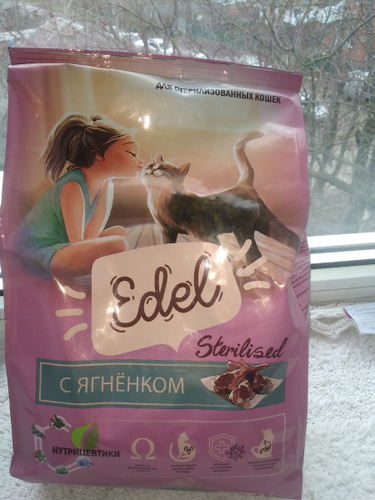 ДЛЯ СТЕРИЛИЗОВАННЫХ КОШЕК
Edel
Sterilised
С ЯГНЁНКОМ
НУТРИЦЕВТИКИ